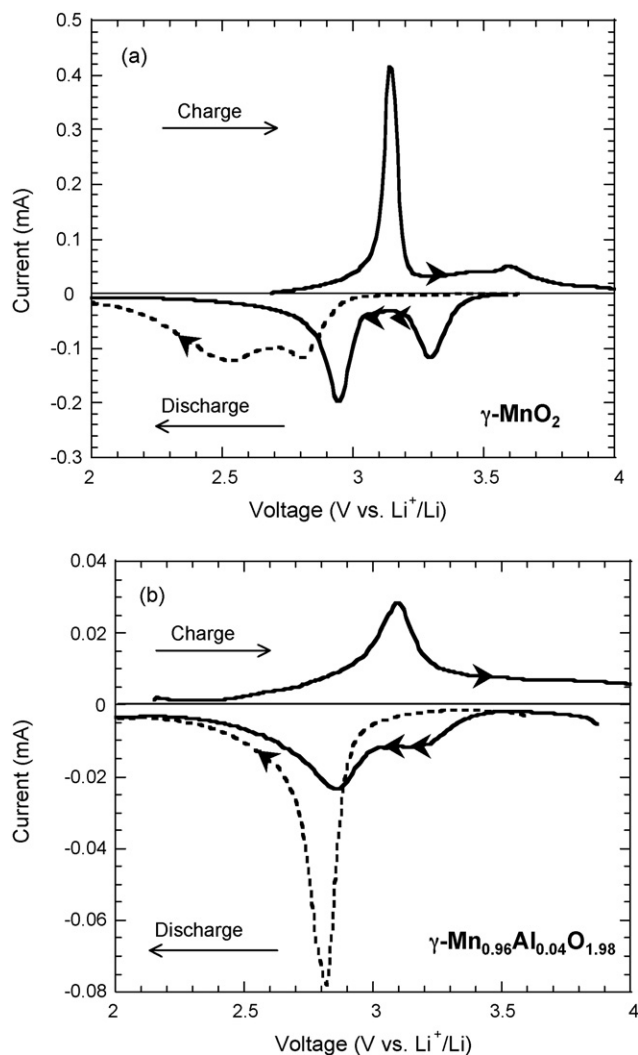 (a)
0.5
0.4
0.3
0.2
0.1
0
-0.1
-0.2
-0.3
Current (mA)
Charge
Discharge
γ-MnO₂
2 2.5 3 3.5 4
Voltage (V vs. Li⁺/Li)
(b)
0.04
0.02
0
-0.02
-0.04
-0.06
-0.08
Current (mA)
Charge
Discharge
γ-Mn₀.₉₆Al₀.₀₄O₁.₉₈
2 2.5 3 3.5 4
Voltage (V vs. Li⁺/Li)